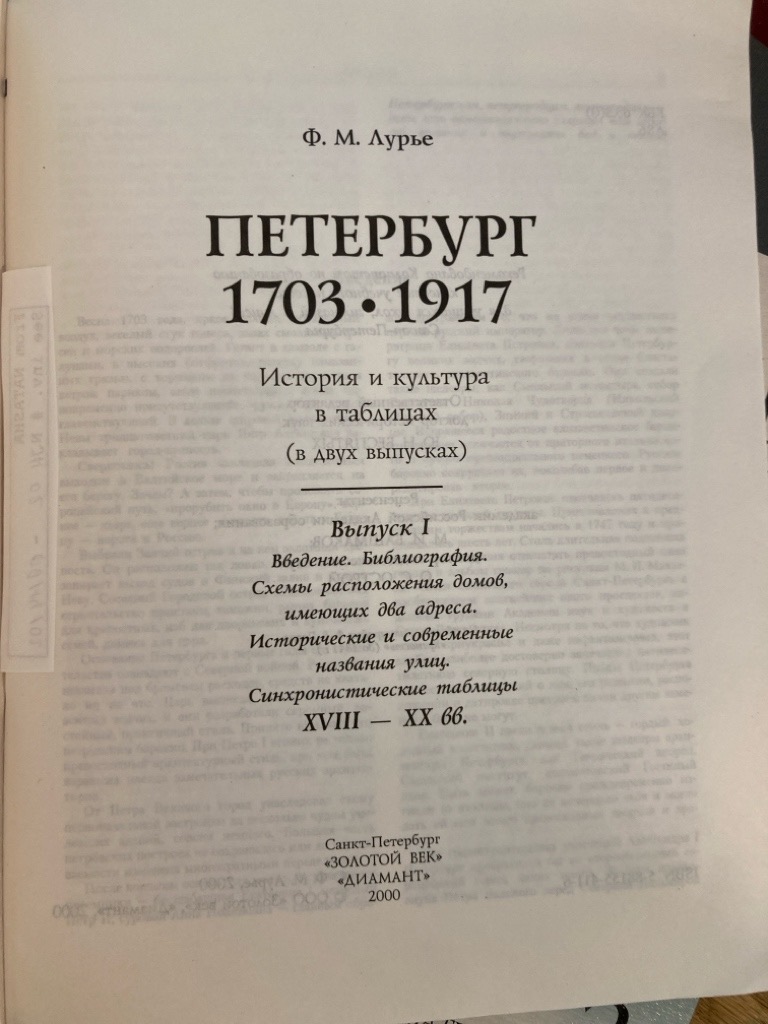 Ф. М. Лурье
ПЕТЕРБУРГ
1703 • 1917
История и культура
в таблицах
(в двух выпусках)
Выпуск I
Введение. Библиография.
Схемы расположения домов,
имеющих два адреса.
Исторические и современные
названия улиц.
Синхронистические таблицы
XVIII — XX вв.
Санкт-Петербург
«ЗОЛОТОЙ ВЕК»
«ДИАМАНТ»
2000